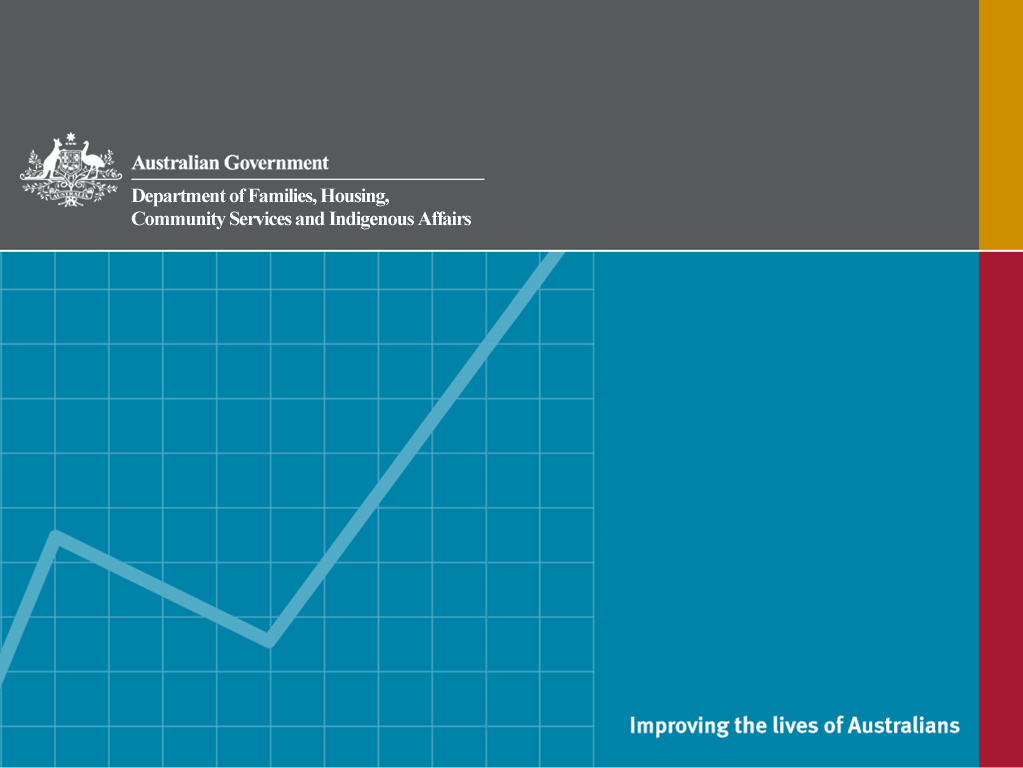 Australian Government
Department of Families, Housing,
Community Services and Indigenous Affairs
Improving the lives of Australians